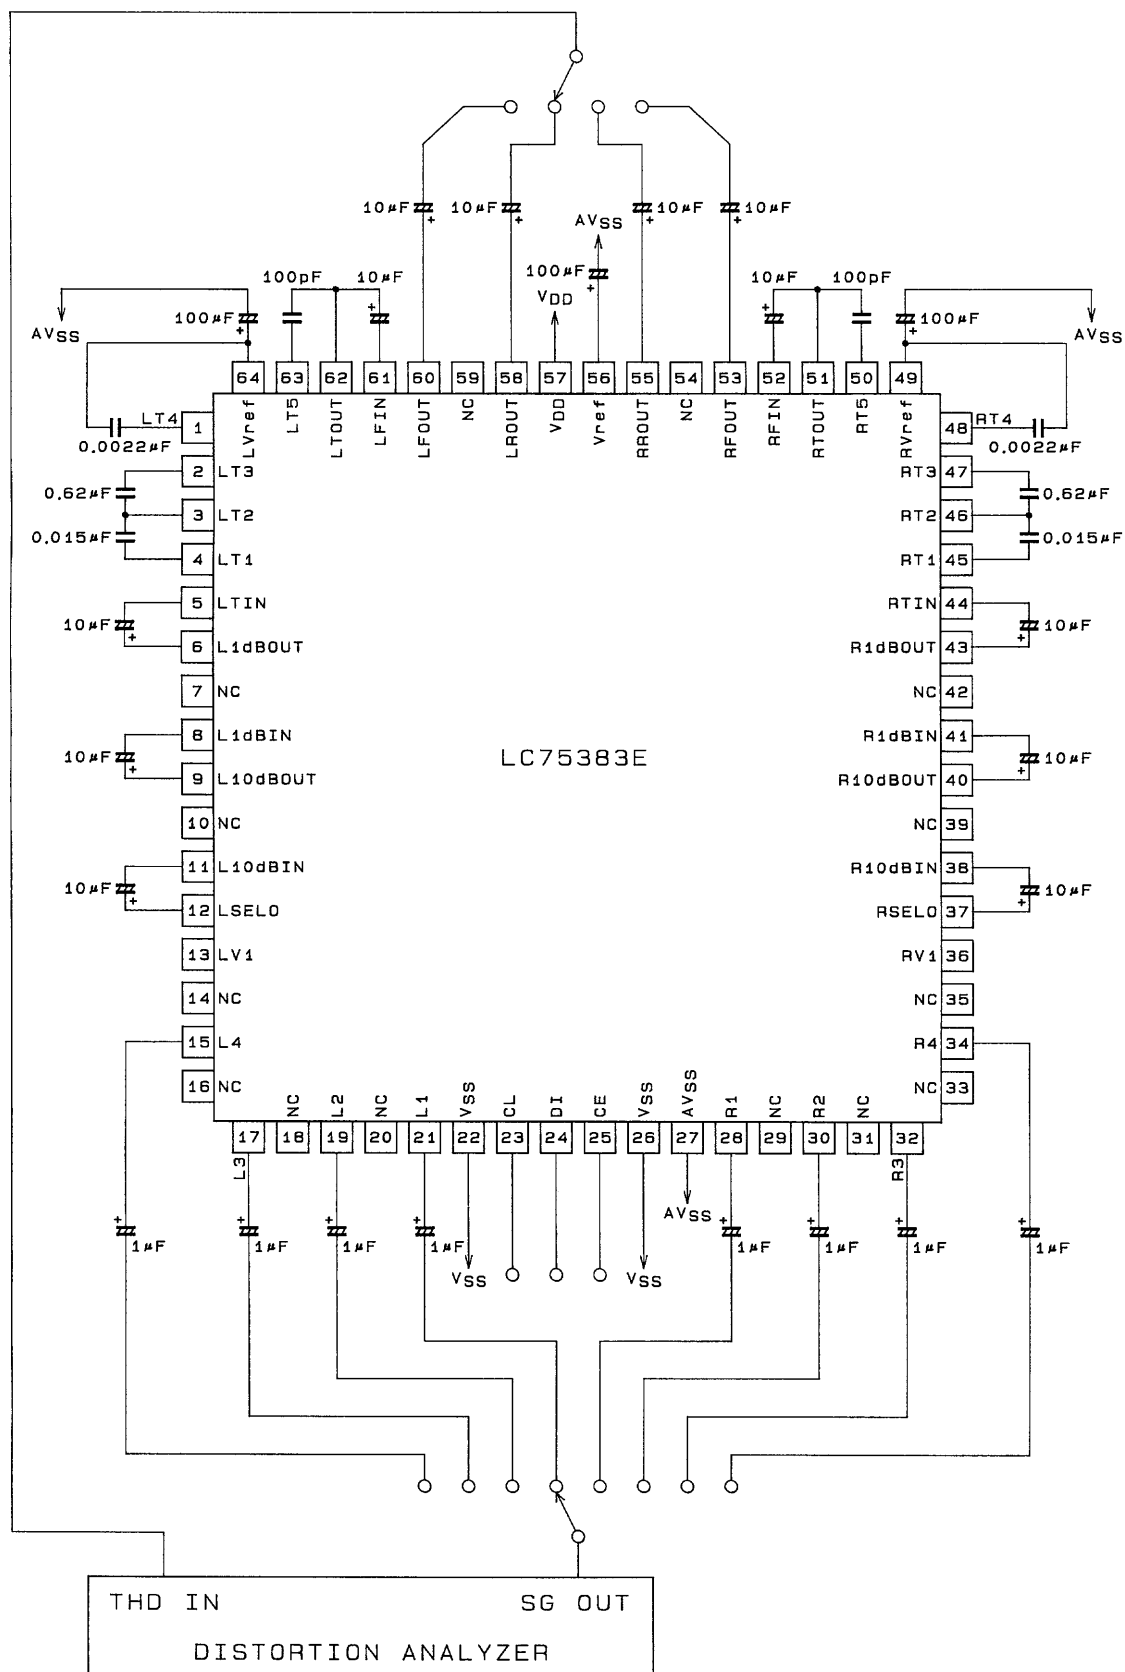 10µF 10µF 10µF 10µF
AVSS
100pF 10µF 100µF 10µF 100pF
VDD
AVSS 100µF 100µF AVSS
64 63 62 61 60 59 58 57 56 55 54 53 52 51 50 49
LVref LT5 LTOUT LFIN LFOUT NC LROUT VDD Vref RROUT NC RFOUT RFIN RTOUT RT5 RVref
LT4 1 48 RT4
0.0022µF 0.0022µF
2 LT3 RT3 47
0.62µF 0.62µF
3 LT2 RT2 46
0.015µF 0.015µF
4 LT1 RT1 45
5 LTIN RTIN 44
10µF 10µF
6 L1dBOUT R1dBOUT 43
7 NC NC 42
8 L1dBIN R1dBIN 41
10µF LC75383E 10µF
9 L10dBOUT R10dBOUT 40
10 NC NC 39
11 L10dBIN R10dBIN 38
10µF 10µF
12 LSELO RSELO 37
13 LV1 RV1 36
14 NC NC 35
15 L4 R4 34
16 NC NC 33
NC L2 NC L1 VSS CL DI CE VSS AVSS R1 NC R2 NC
17 18 19 20 21 22 23 24 25 26 27 28 29 30 31 32
L3 R3
AVSS
1µF 1µF 1µF 1µF 1µF 1µF 1µF 1µF
VSS VSS
THD IN SG OUT
DISTORTION ANALYZER